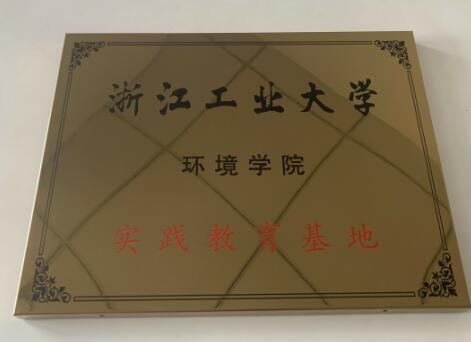 浙江工业大学
环境学院
实践教育基地